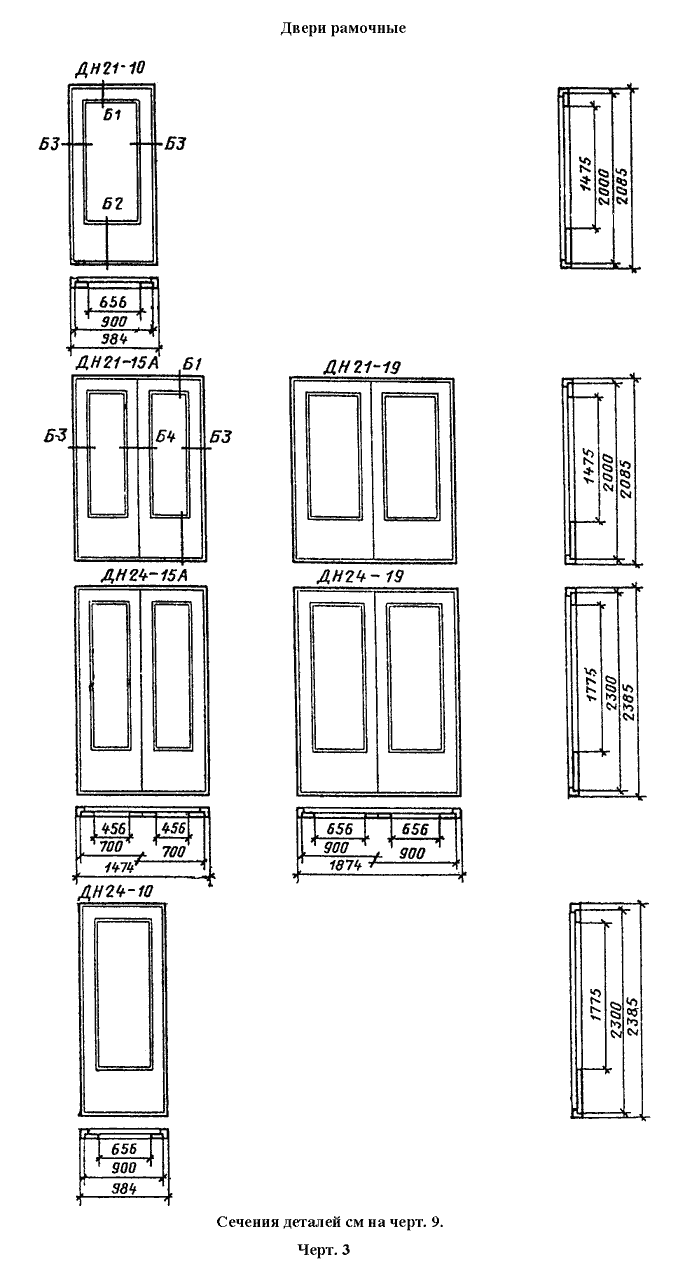 Двери рамочные
ДН21-10
Б1
Б3
Б3
Б2
1475
2000
2085
656
900
984
ДН21-15А
Б1
ДН21-19
Б3
Б4
Б3
1475
2000
2085
ДН24-15А
ДН24-19
1775
2300
2385
456
456
656
656
700
700
900
900
1474
1874
ДН24-10
1775
2300
2385
656
900
984
Сечения деталей см на черт. 9.
Черт. 3